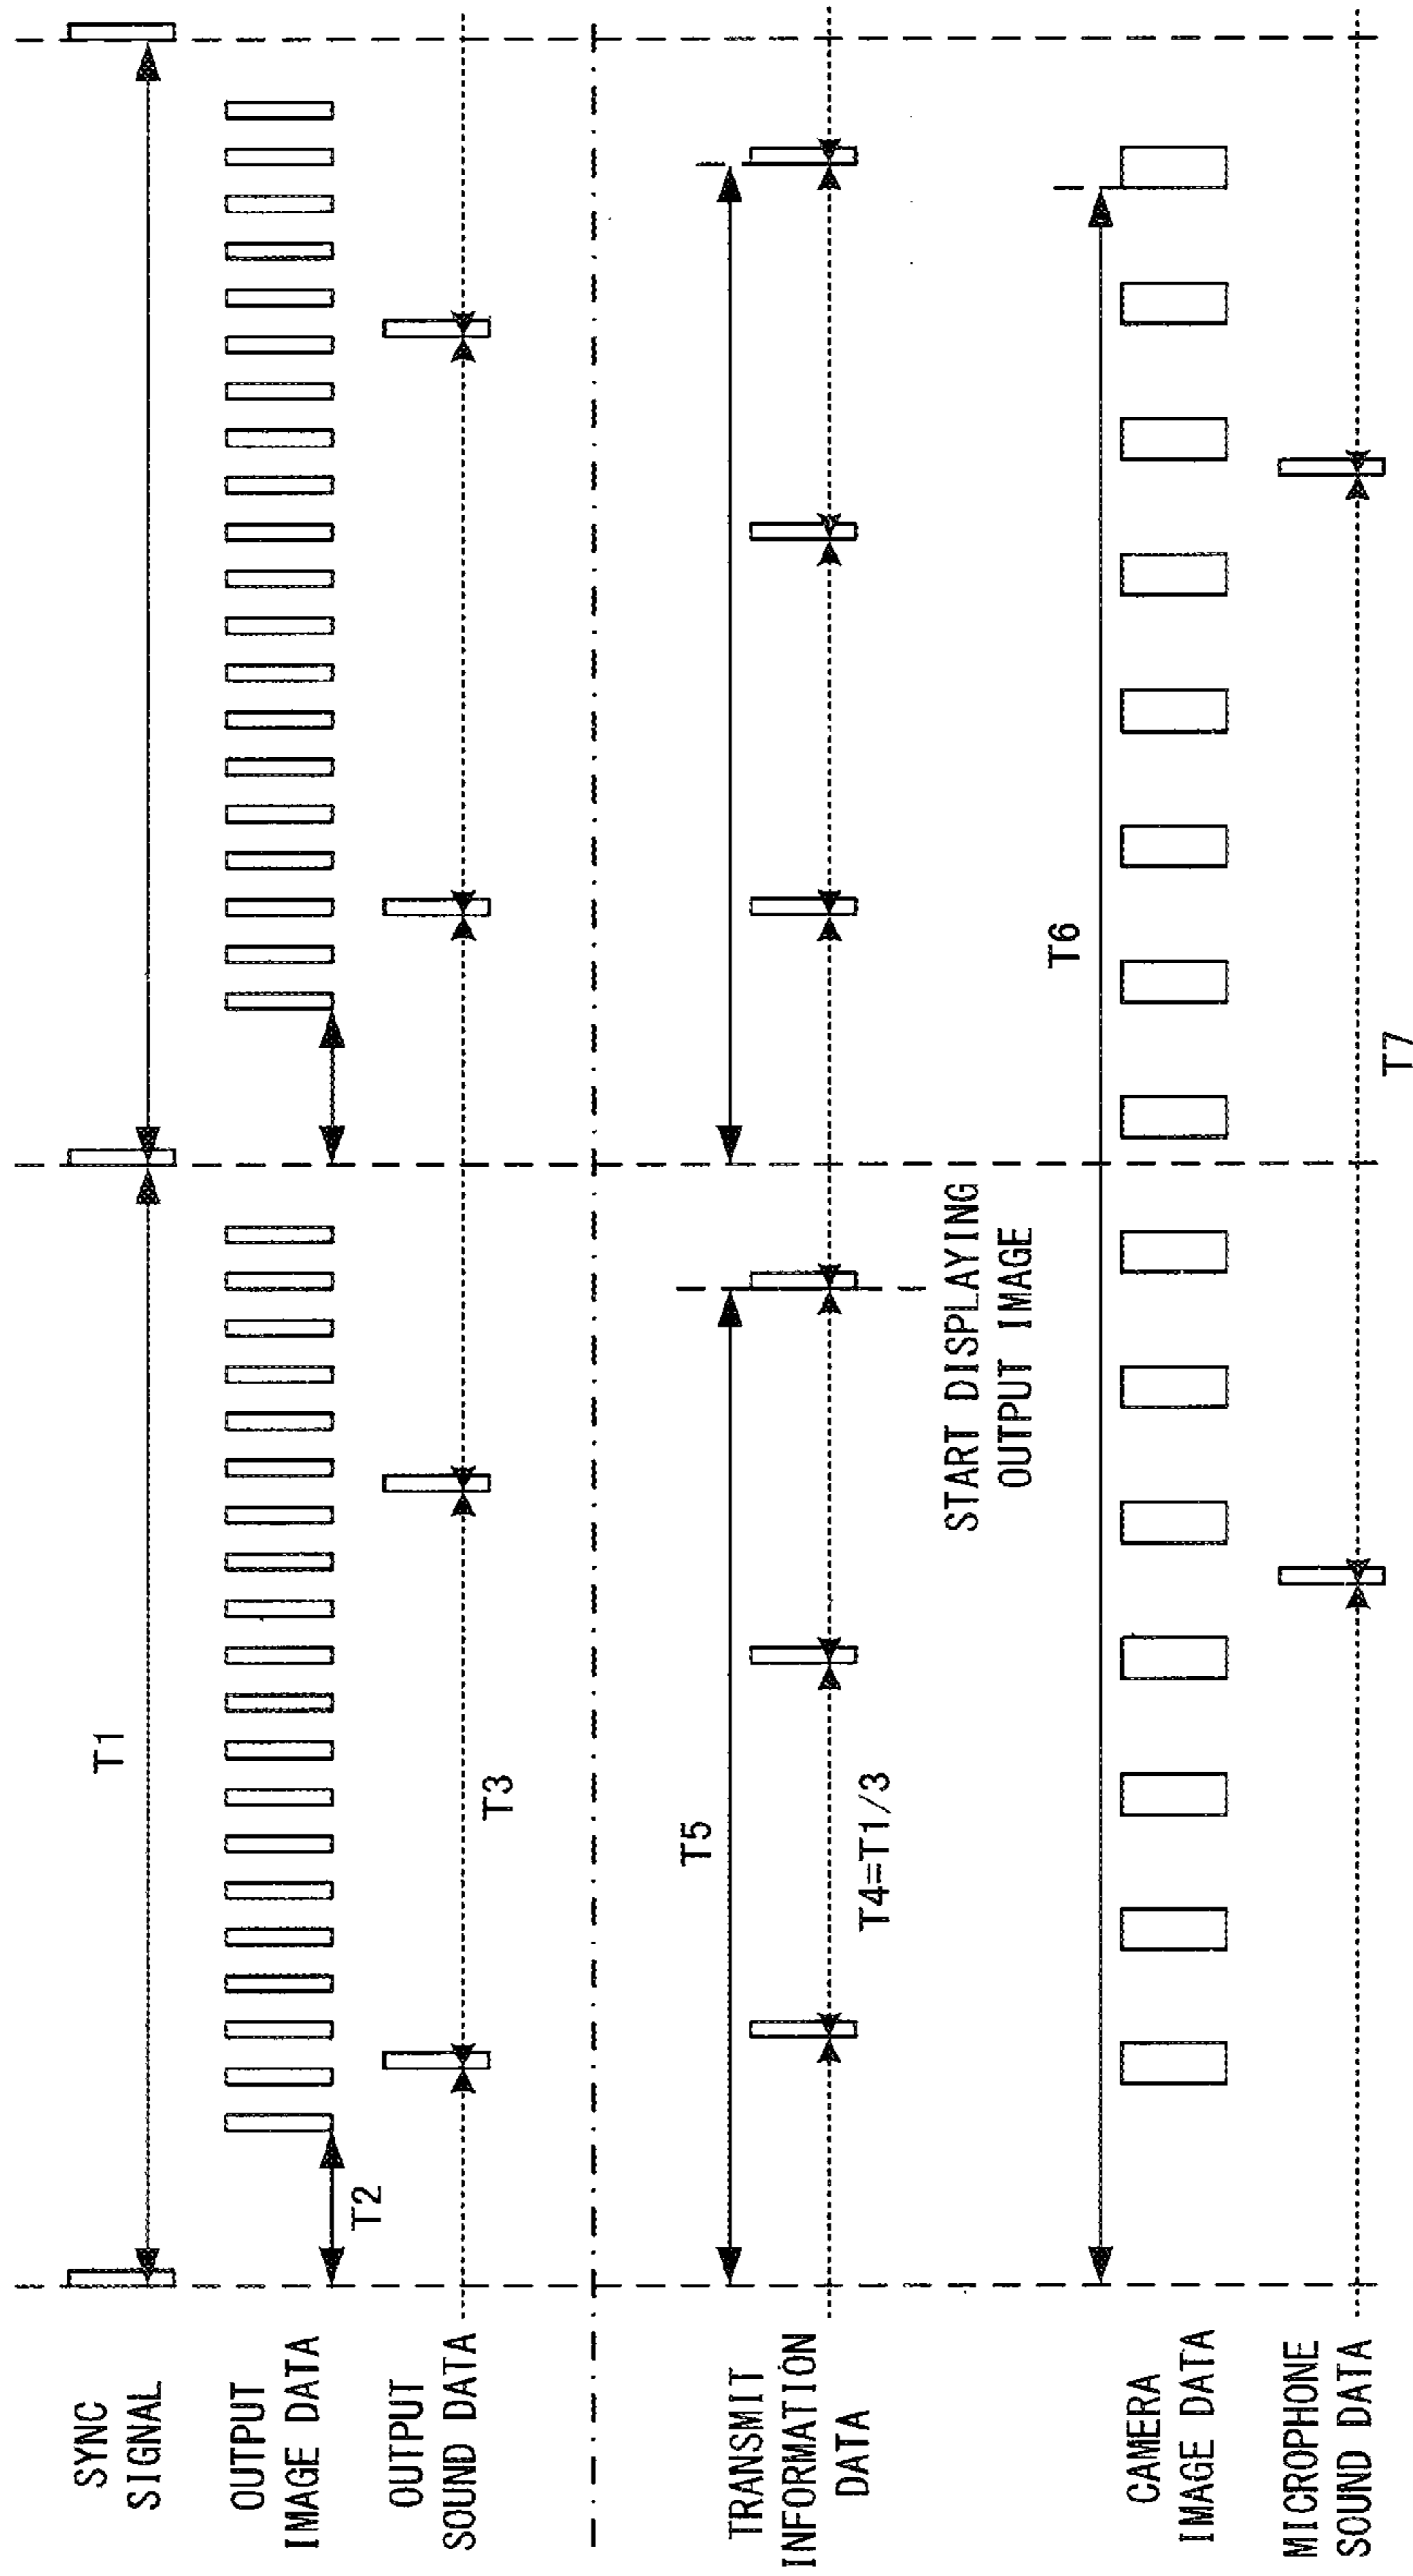 SYNC
SIGNAL
T1
OUTPUT
IMAGE DATA
T2
OUTPUT
SOUND DATA
T3
TRANSMIT
INFORMATION
DATA
T5
T4=T1/3
START DISPLAYING
OUTPUT IMAGE
CAMERA
IMAGE DATA
T6
MICROPHONE
SOUND DATA
T7